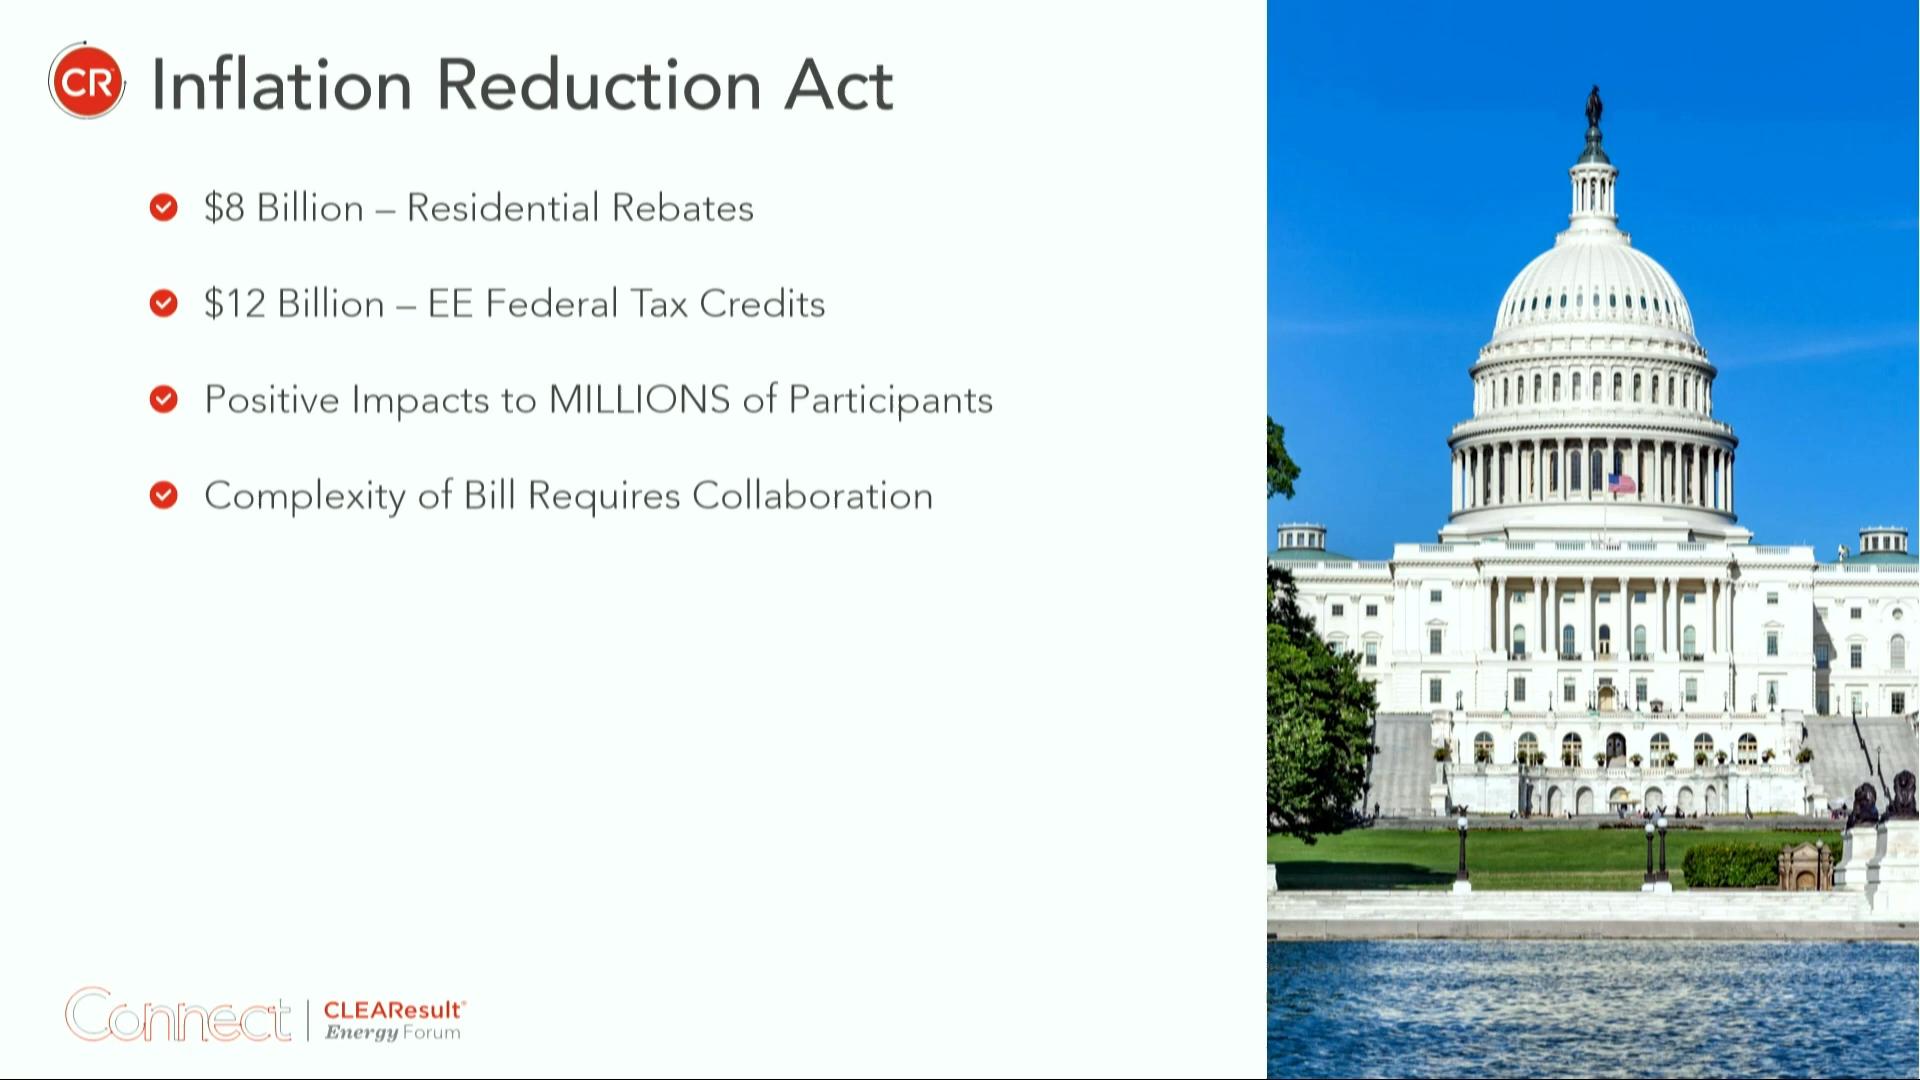 CR
Inflation Reduction Act
$8 Billion – Residential Rebates
$12 Billion – EE Federal Tax Credits
Positive Impacts to MILLIONS of Participants
Complexity of Bill Requires Collaboration
Connect
CLEAResult®
Energy Forum